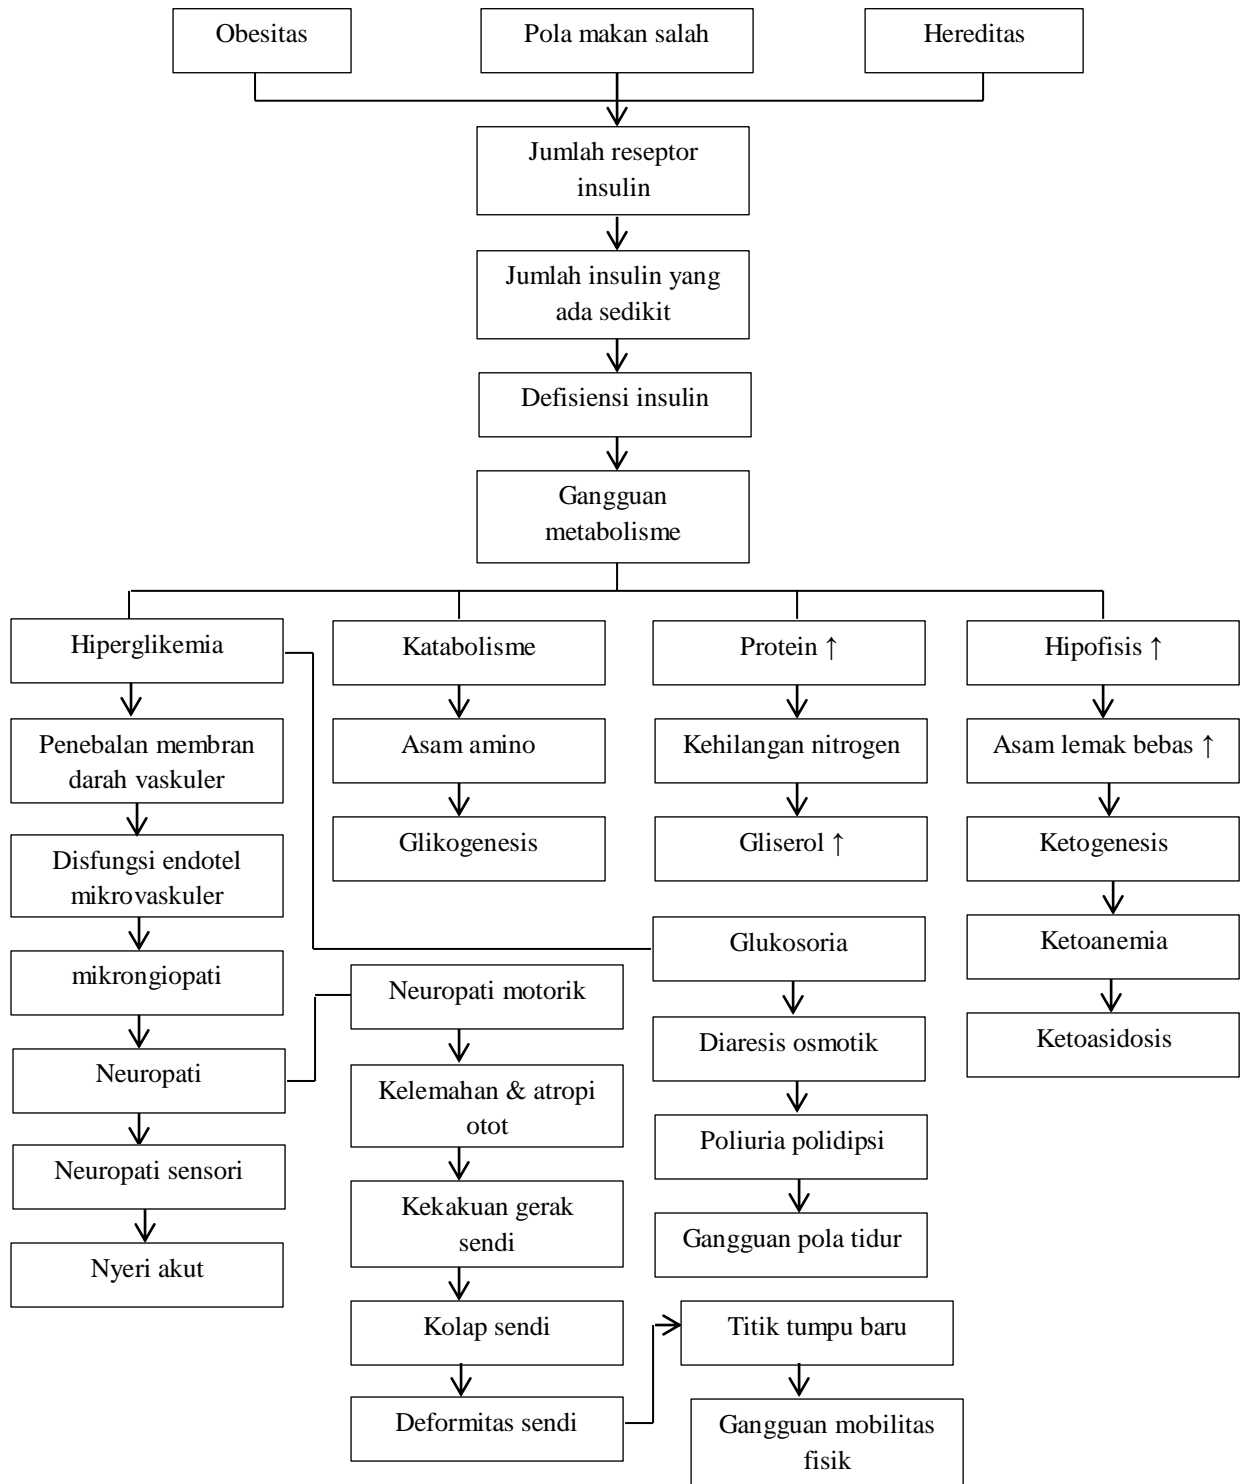 Obesitas
Pola makan salah
Hereditas
Jumlah reseptor
insulin
Jumlah insulin yang
ada sedikit
Defisiensi insulin
Gangguan
metabolisme
Hiperglikemia
Katabolisme
Protein ↑
Hipofisis ↑
Penebalan membran
darah vaskuler
Asam amino
Kehilangan nitrogen
Asam lemak bebas ↑
Disfungsi endotel
mikrovaskuler
Glikogenesis
Gliserol ↑
Ketogenesis
mikrongiopati
Glukosoria
Ketoanemia
Neuropati motorik
Neuropati
Diaresis osmotik
Ketoasidosis
Kelemahan & atropi
otot
Neuropati sensori
Poliuria polidipsi
Kekakuan gerak
sendi
Nyeri akut
Gangguan pola tidur
Kolap sendi
Titik tumpu baru
Deformitas sendi
Gangguan mobilitas
fisik